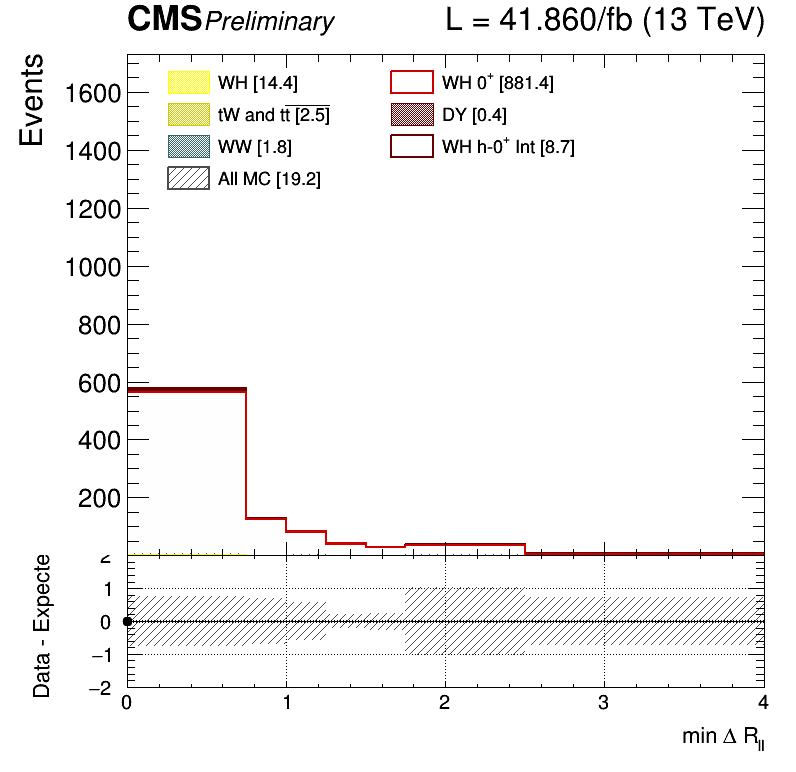 CMS Preliminary L = 41.860/fb (13 TeV)
Events
WH [14.4] WH 0⁺ [881.4]
tW and tt [2.5] DY [0.4]
WW [1.8] WH h-0⁺ Int [8.7]
All MC [19.2]
1600
1400
1200
1000
800
600
400
200
Data - Expecte
2
1
0
−1
−2
0 1 2 3 4
min Δ R_ll